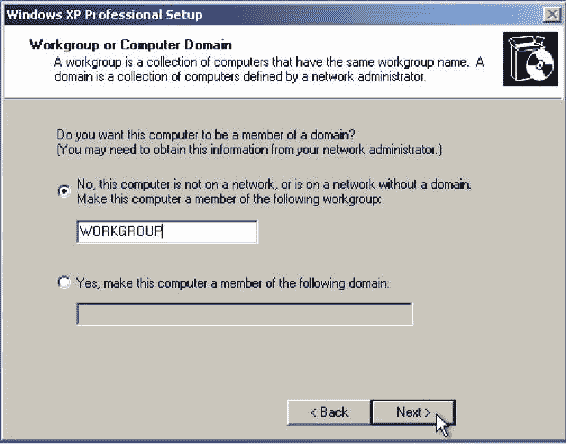 Windows XP Professional Setup
Workgroup or Computer Domain
A workgroup is a collection of computers that have the same workgroup name. A
domain is a collection of computers defined by a network administrator.
Do you want this computer to be a member of a domain?
(You may need to obtain this information from your network administrator.)
No, this computer is not on a network, or is on a network without a domain.
Make this computer a member of the following workgroup:
WORKGROUP
Yes, make this computer a member of the following domain:
< Back
Next >